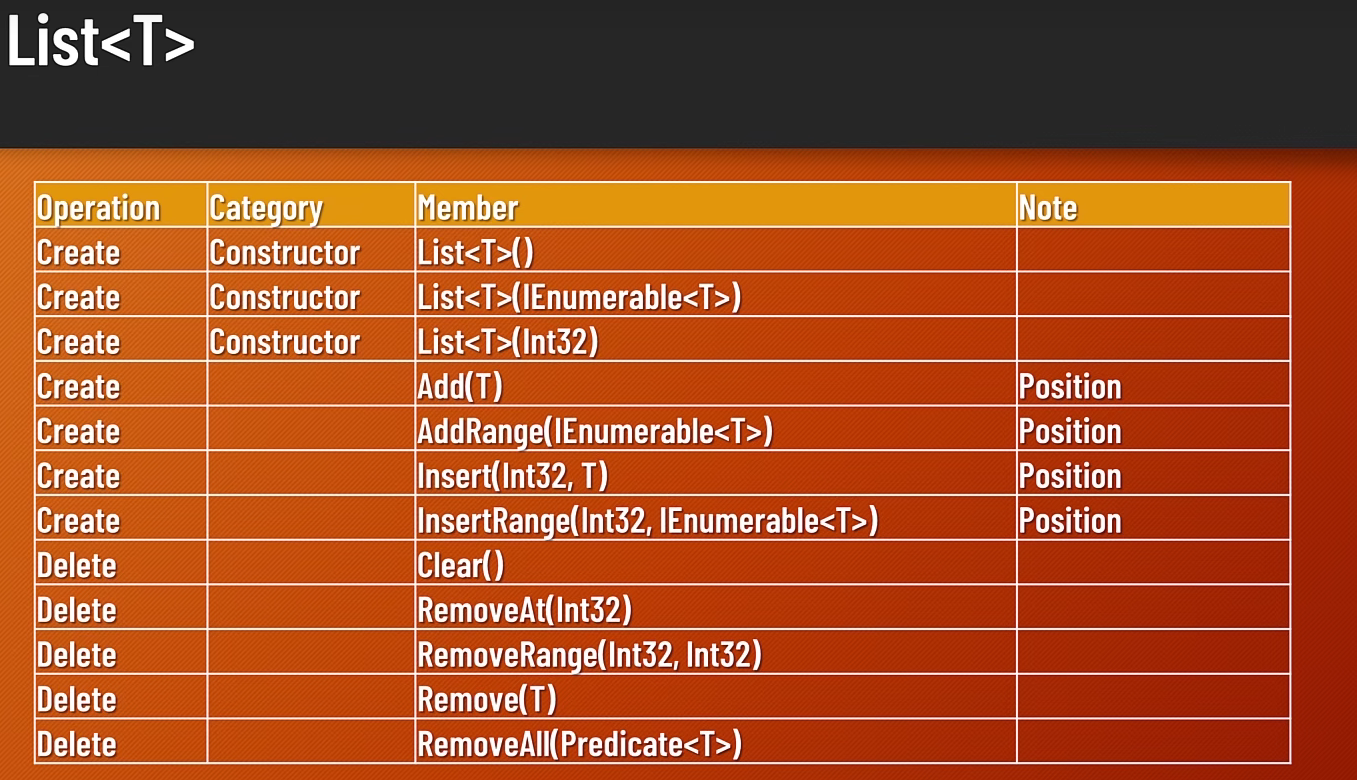 List<T>
Operation Category Member Note
Create Constructor List<T>()
Create Constructor List<T>(IEnumerable<T>)
Create Constructor List<T>(Int32)
Create Add(T) Position
Create AddRange(IEnumerable<T>) Position
Create Insert(Int32, T) Position
Create InsertRange(Int32, IEnumerable<T>) Position
Delete Clear()
Delete RemoveAt(Int32)
Delete RemoveRange(Int32, Int32)
Delete Remove(T)
Delete RemoveAll(Predicate<T>)